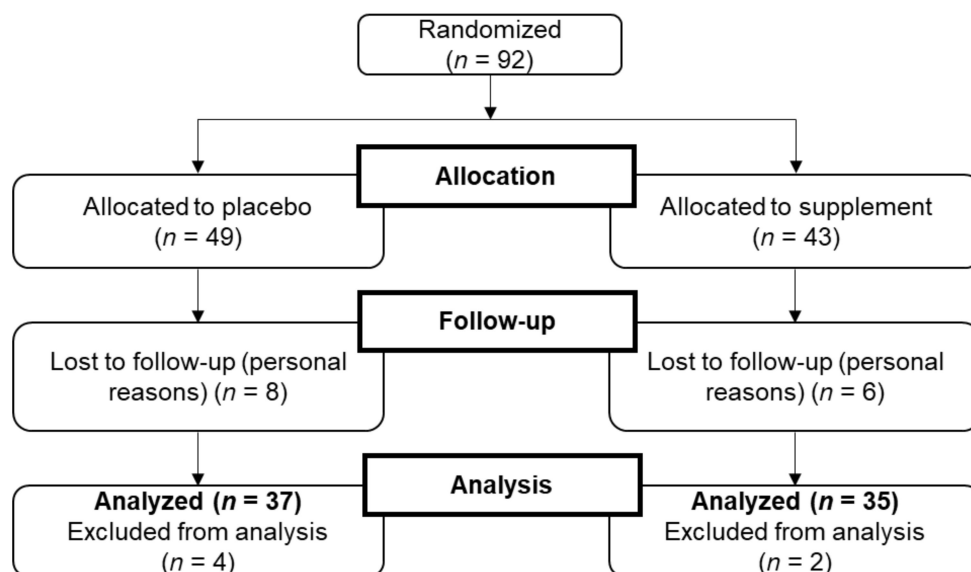 Randomized
(n = 92)
Allocation
Allocated to placebo
(n = 49)
Allocated to supplement
(n = 43)
Follow-up
Lost to follow-up (personal
reasons) (n = 8)
Lost to follow-up (personal
reasons) (n = 6)
Analysis
Analyzed (n = 37)
Excluded from analysis
(n = 4)
Analyzed (n = 35)
Excluded from analysis
(n = 2)